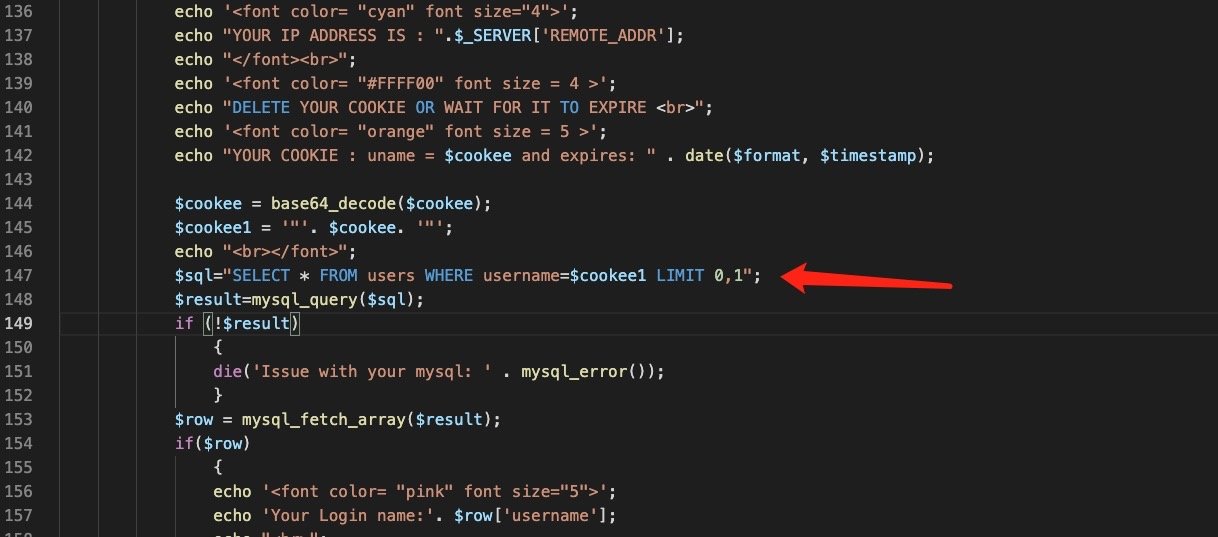 136 echo '<font color= "cyan" font size="4">';
137 echo "YOUR IP ADDRESS IS : ".$_SERVER['REMOTE_ADDR'];
138 echo "</font><br>";
139 echo '<font color= "#FFFF00" font size = 4 >';
140 echo "DELETE YOUR COOKIE OR WAIT FOR IT TO EXPIRE <br>";
141 echo '<font color= "orange" font size = 5 >';
142 echo "YOUR COOKIE : uname = $cookee and expires: " . date($format, $timestamp);
143
144 $cookee = base64_decode($cookee);
145 $cookee1 = '"'. $cookee. '"';
146 echo "<br></font>";
147 $sql="SELECT * FROM users WHERE username=$cookee1 LIMIT 0,1";
148 $result=mysql_query($sql);
149 if (!$result)
150 {
151 die('Issue with your mysql: ' . mysql_error());
152 }
153 $row = mysql_fetch_array($result);
154 if($row)
155 {
156 echo '<font color= "pink" font size="5">';
157 echo 'Your Login name:'. $row['username'];